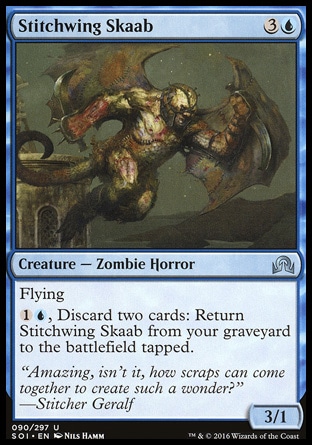 Stitchwing Skaab 3
Creature — Zombie Horror
Flying
1, Discard two cards: Return
Stitchwing Skaab from your graveyard
to the battlefield tapped.
"Amazing, isn't it, how scraps can come
together to create such a wonder?"
—Stitcher Geralf
3/1
090/297 U
SOI • EN Nils Hamm
™ & © 2016 Wizards of the Coast